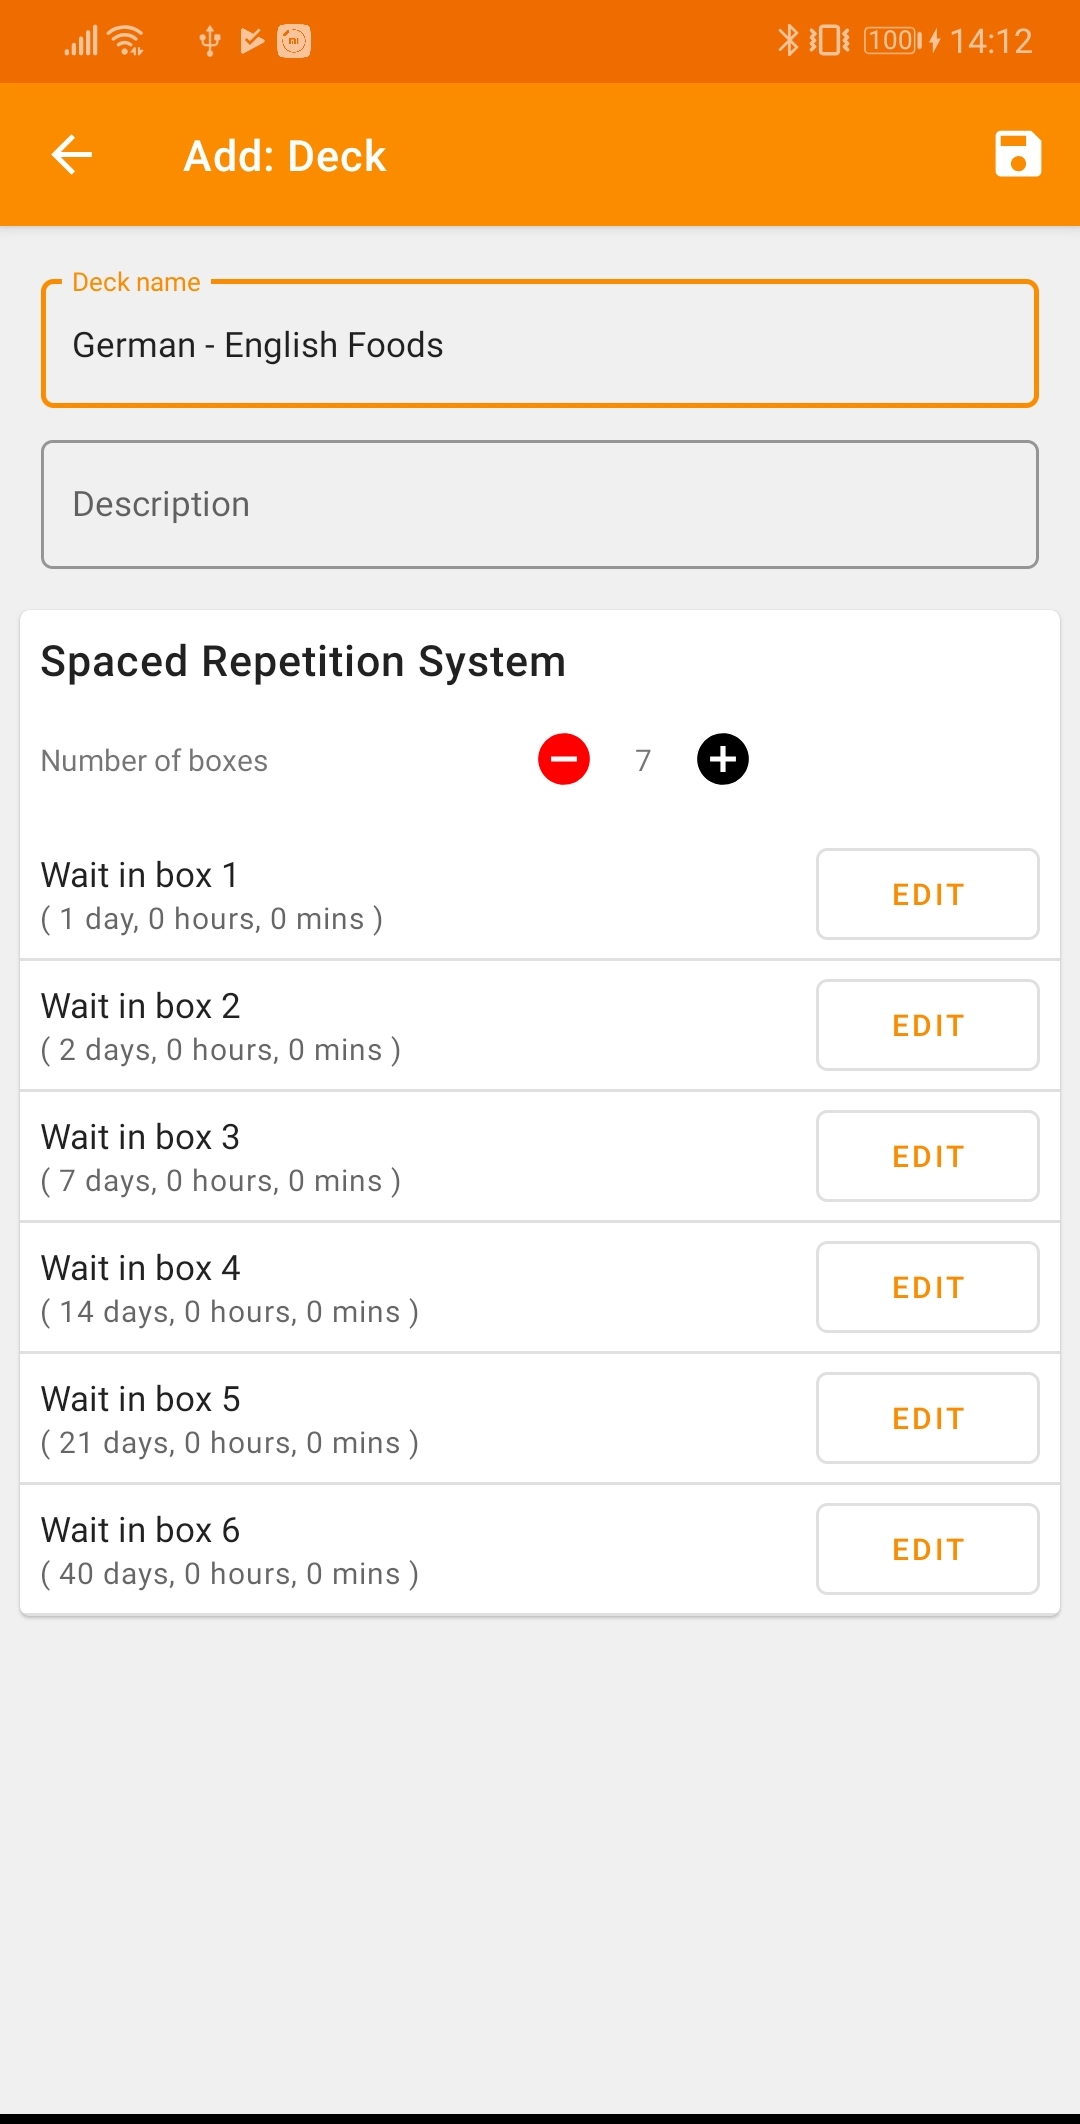 100 14:12
Add: Deck
Deck name
German - English Foods
Description
Spaced Repetition System
Number of boxes 7
Wait in box 1
( 1 day, 0 hours, 0 mins )
EDIT
Wait in box 2
( 2 days, 0 hours, 0 mins )
EDIT
Wait in box 3
( 7 days, 0 hours, 0 mins )
EDIT
Wait in box 4
( 14 days, 0 hours, 0 mins )
EDIT
Wait in box 5
( 21 days, 0 hours, 0 mins )
EDIT
Wait in box 6
( 40 days, 0 hours, 0 mins )
EDIT